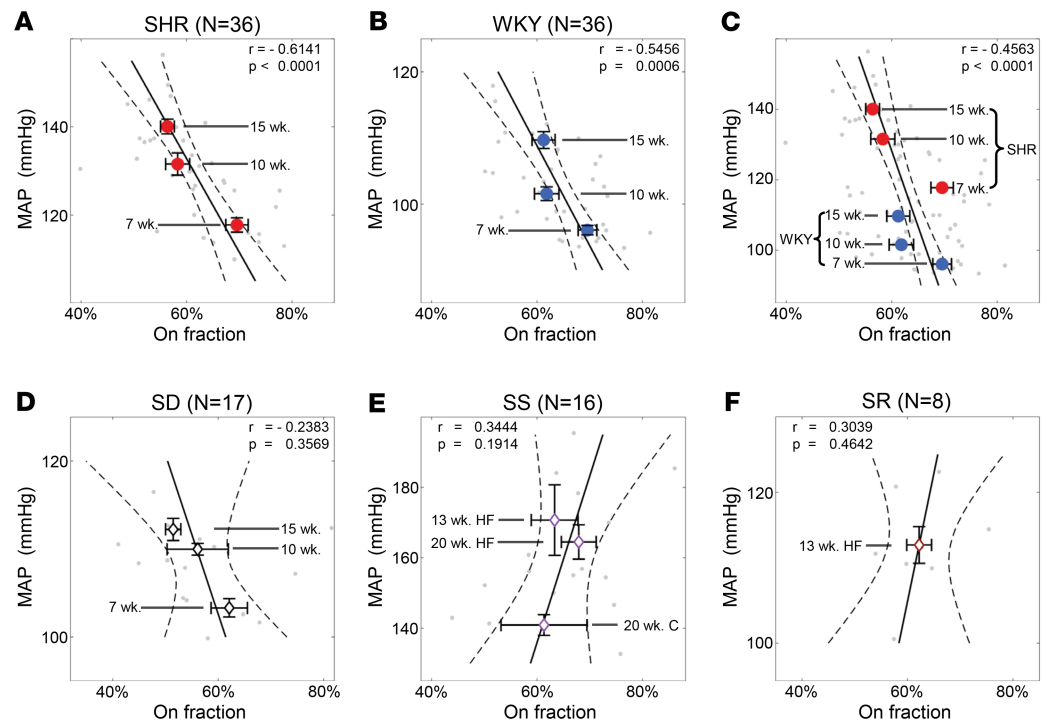 A
SHR (N=36)
r = - 0.6141
p < 0.0001
MAP (mmHg)
140
120
15 wk.
10 wk.
7 wk.
40%
60%
80%
On fraction
B
WKY (N=36)
r = - 0.5456
p = 0.0006
MAP (mmHg)
120
100
15 wk.
10 wk.
7 wk.
40%
60%
80%
On fraction
C
r = - 0.4563
p < 0.0001
MAP (mmHg)
140
120
100
15 wk.
10 wk.
SHR
7 wk.
15 wk.
WKY
10 wk.
7 wk.
40%
60%
80%
On fraction
D
SD (N=17)
r = - 0.2383
p = 0.3569
MAP (mmHg)
120
100
15 wk.
10 wk.
7 wk.
40%
60%
80%
On fraction
E
SS (N=16)
r = 0.3444
p = 0.1914
MAP (mmHg)
180
160
140
13 wk. HF
20 wk. HF
20 wk. C
40%
60%
80%
On fraction
F
SR (N=8)
r = 0.3039
p = 0.4642
MAP (mmHg)
120
100
13 wk. HF
40%
60%
80%
On fraction